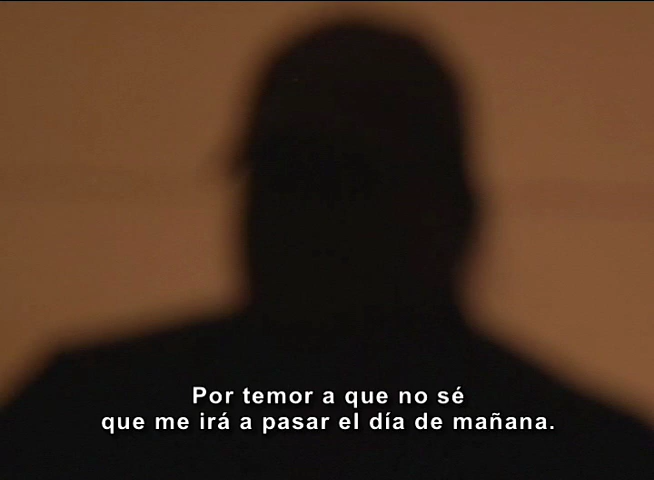 Por temor a que no sé
que me irá a pasar el día de mañana.